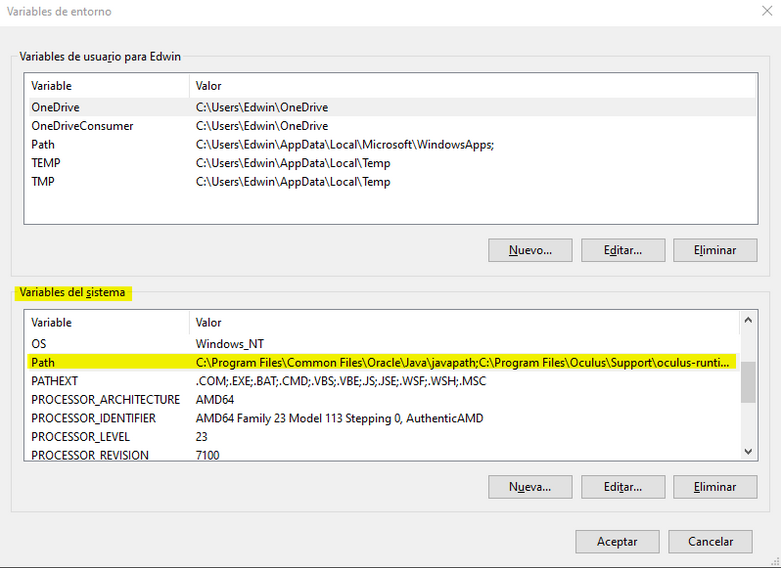 Variables de entorno
Variables de usuario para Edwin
Variable Valor
OneDrive C:\Users\Edwin\OneDrive
OneDriveConsumer C:\Users\Edwin\OneDrive
Path C:\Users\Edwin\AppData\Local\Microsoft\WindowsApps;
TEMP C:\Users\Edwin\AppData\Local\Temp
TMP C:\Users\Edwin\AppData\Local\Temp
Nuevo... Editar... Eliminar
Variables del sistema
Variable Valor
OS Windows_NT
Path C:\Program Files\Common Files\Oracle\Java\javapath;C:\Program Files\Oculus\Support\oculus-runti...
PATHEXT .COM;.EXE;.BAT;.CMD;.VBS;.VBE;.JS;.JSE;.WSF;.WSH;.MSC
PROCESSOR_ARCHITECTURE AMD64
PROCESSOR_IDENTIFIER AMD64 Family 23 Model 113 Stepping 0, AuthenticAMD
PROCESSOR_LEVEL 23
PROCESSOR_REVISION 7100
Nueva... Editar... Eliminar
Aceptar Cancelar